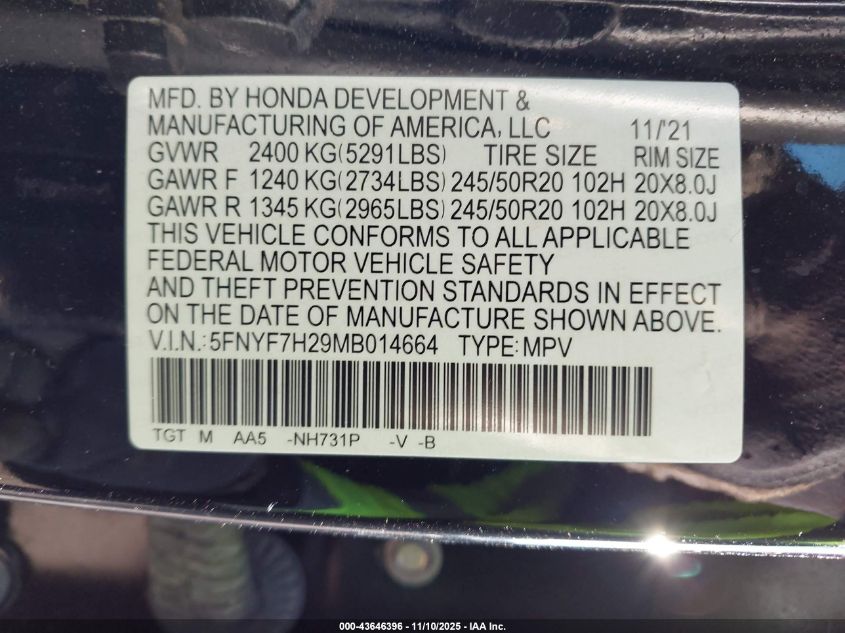 MFD. BY HONDA DEVELOPMENT &
MANUFACTURING OF AMERICA, LLC 11/'21
GVWR 2400 KG(5291LBS) TIRE SIZE RIM SIZE
GAWR F 1240 KG(2734LBS) 245/50R20 102H 20X8.0J
GAWR R 1345 KG(2965LBS) 245/50R20 102H 20X8.0J
THIS VEHICLE CONFORMS TO ALL APPLICABLE
FEDERAL MOTOR VEHICLE SAFETY
AND THEFT PREVENTION STANDARDS IN EFFECT
ON THE DATE OF MANUFACTURE SHOWN ABOVE.
V.I.N.:5FNYF7H29MB014664 TYPE:MPV
TGT M AA5 -NH731P -V -B
000-43646396 - 11/10/2025 - IAA Inc.